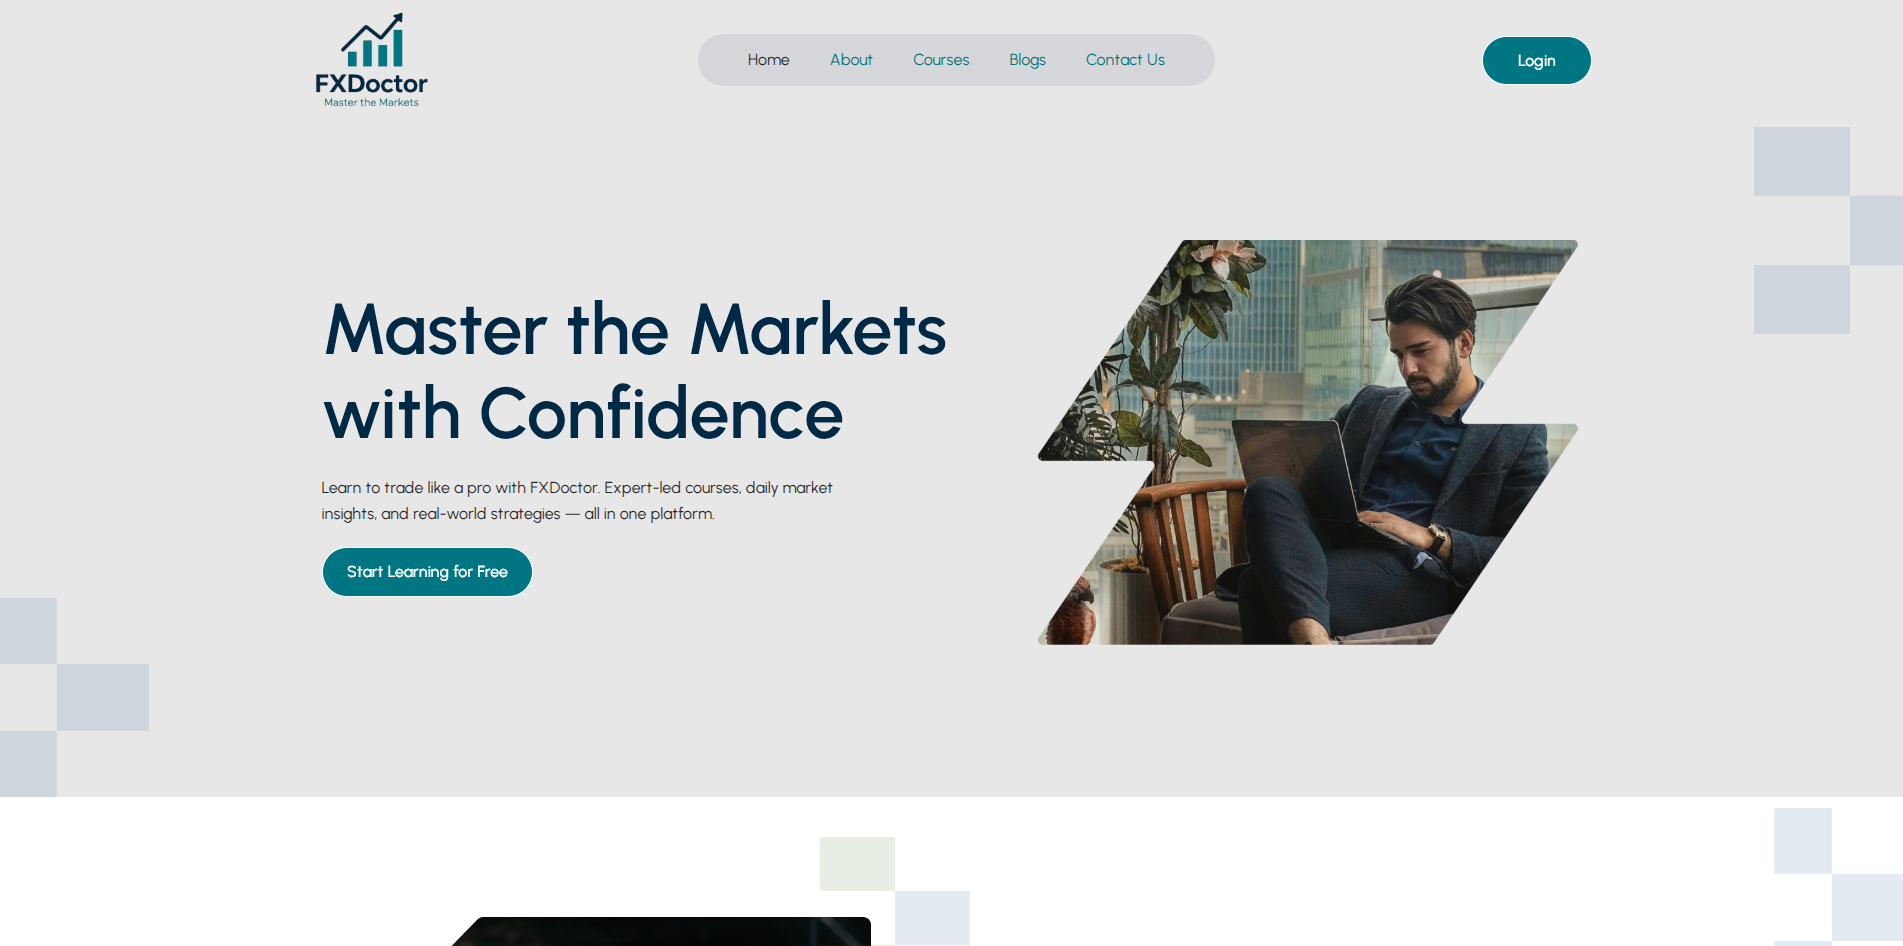 FXDoctor
Master the Markets
Home About Courses Blogs Contact Us
Login
Master the Markets
with Confidence
Learn to trade like a pro with FXDoctor. Expert-led courses, daily market
insights, and real-world strategies — all in one platform.
Start Learning for Free